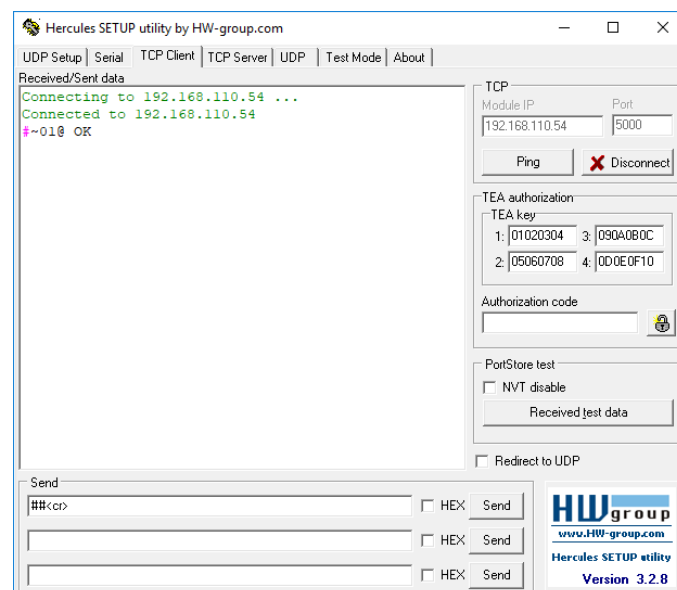 Hercules SETUP utility by HW-group.com
UDP Setup Serial TCP Client TCP Server UDP Test Mode About
Received/Sent data
Connecting to 192.168.110.54 ...
Connected to 192.168.110.54
#~01@ OK
TCP
Module IP Port
192.168.110.54 5000
Ping Disconnect
TEA authorization
TEA key
1: 01020304 3: 090A0B0C
2: 05060708 4: 0D0E0F10
Authorization code
PortStore test
NVT disable
Received test data
Redirect to UDP
Send
##<cr> HEX Send
HEX Send
HEX Send
HW group
www.HW-group.com
Hercules SETUP utility
Version 3.2.8